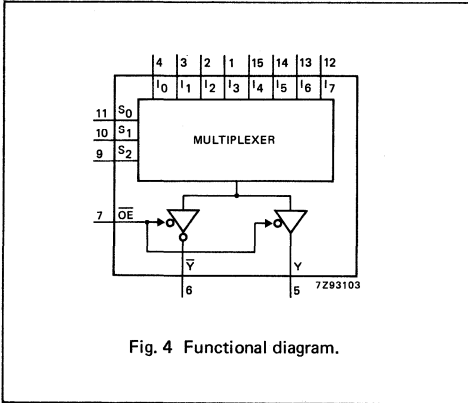 4 3 2 1 15 14 13 12
I0 I1 I2 I3 I4 I5 I6 I7
11 S0
10 S1
9 S2
MULTIPLEXER
7 O̅E̅
Y̅ Y
6 5
7Z93103
Fig. 4 Functional diagram.